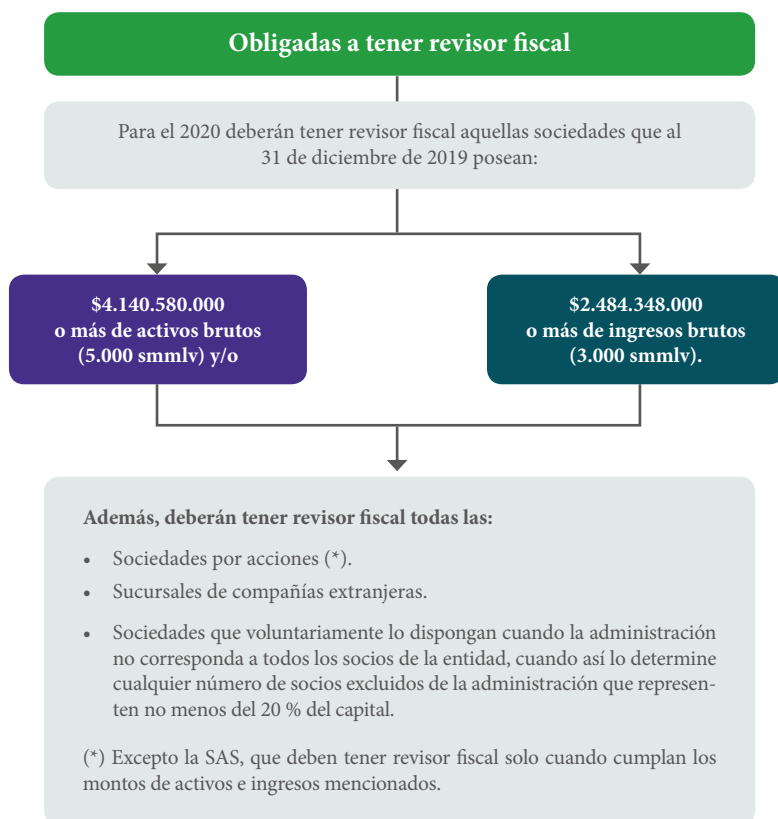 Obligadas a tener revisor fiscal
Para el 2020 deberán tener revisor fiscal aquellas sociedades que al
31 de diciembre de 2019 posean:
$4.140.580.000
o más de activos brutos
(5.000 smmlv) y/o
$2.484.348.000
o más de ingresos brutos
(3.000 smmlv).
Además, deberán tener revisor fiscal todas las:
• Sociedades por acciones (*).
• Sucursales de compañías extranjeras.
• Sociedades que voluntariamente lo dispongan cuando la administración
no corresponda a todos los socios de la entidad, cuando así lo determine
cualquier número de socios excluidos de la administración que represen-
ten no menos del 20 % del capital.
(*) Excepto la SAS, que deben tener revisor fiscal solo cuando cumplan los
montos de activos e ingresos mencionados.